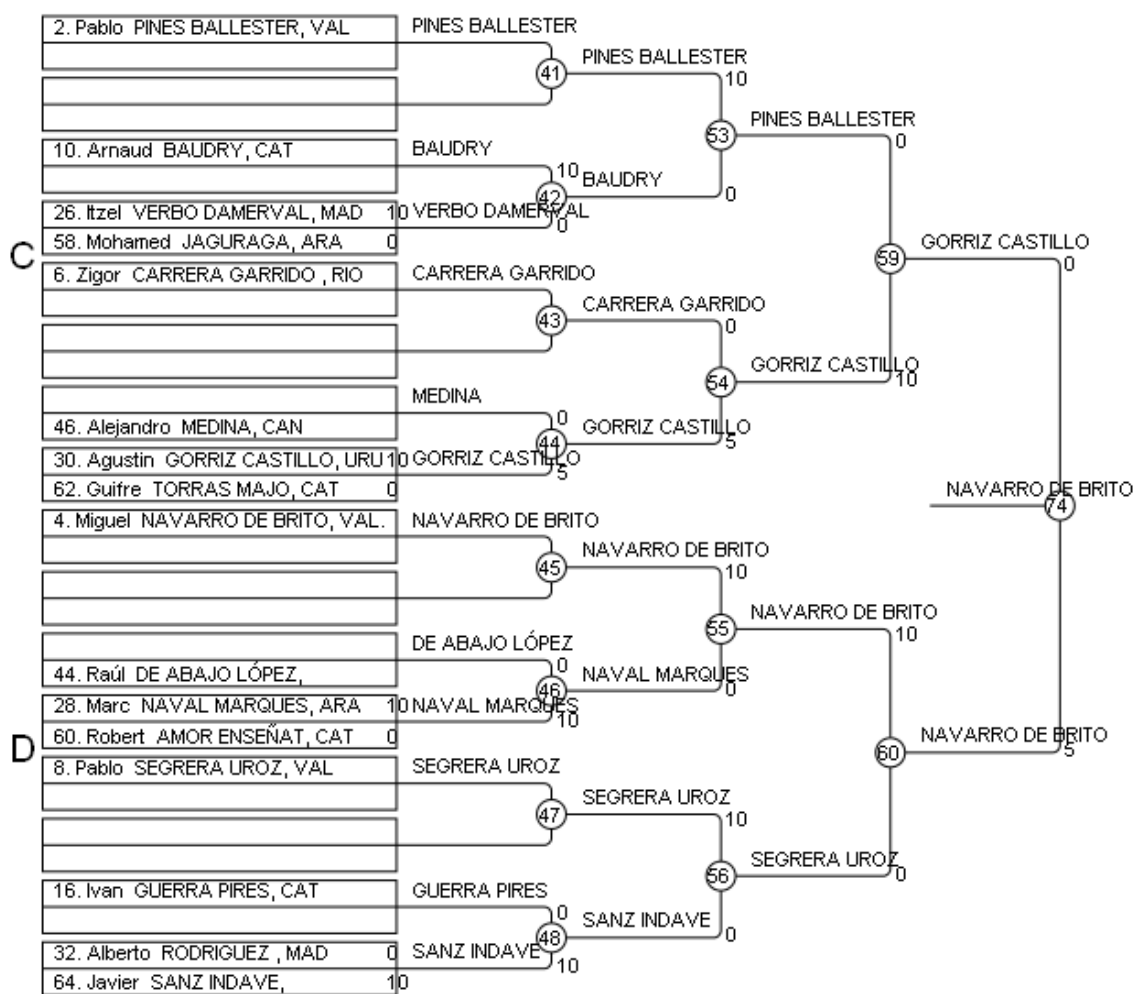 2. Pablo PINES BALLESTER, VAL PINES BALLESTER
41 PINES BALLESTER 10
53 PINES BALLESTER 0
10. Arnaud BAUDRY, CAT BAUDRY 10
42 BAUDRY 0
26. Itzel VERBO DAMERVAL, MAD 10 VERBO DAMERVAL 0
58. Mohamed JAGURAGA, ARA 0
C
59 GORRIZ CASTILLO 0
6. Zigor CARRERA GARRIDO , RIO CARRERA GARRIDO
43 CARRERA GARRIDO 0
54 GORRIZ CASTILLO 10
MEDINA 0
46. Alejandro MEDINA, CAN
44 GORRIZ CASTILLO 5
30. Agustin GORRIZ CASTILLO, URU 10 GORRIZ CASTILLO 5
62. Guifre TORRAS MAJO, CAT 0
NAVARRO DE BRITO
74
4. Miguel NAVARRO DE BRITO, VAL. NAVARRO DE BRITO
45 NAVARRO DE BRITO 10
55 NAVARRO DE BRITO 10
DE ABAJO LÓPEZ 0
44. Raúl DE ABAJO LÓPEZ,
46 NAVAL MARQUES 0
28. Marc NAVAL MARQUES, ARA 10 NAVAL MARQUES 10
60. Robert AMOR ENSEÑAT, CAT 0
D
60 NAVARRO DE BRITO 5
8. Pablo SEGRERA UROZ, VAL SEGRERA UROZ
47 SEGRERA UROZ 10
56 SEGRERA UROZ 0
16. Ivan GUERRA PIRES, CAT GUERRA PIRES 0
48 SANZ INDAVE 0
32. Alberto RODRIGUEZ , MAD 0 SANZ INDAVE 10
64. Javier SANZ INDAVE, 10